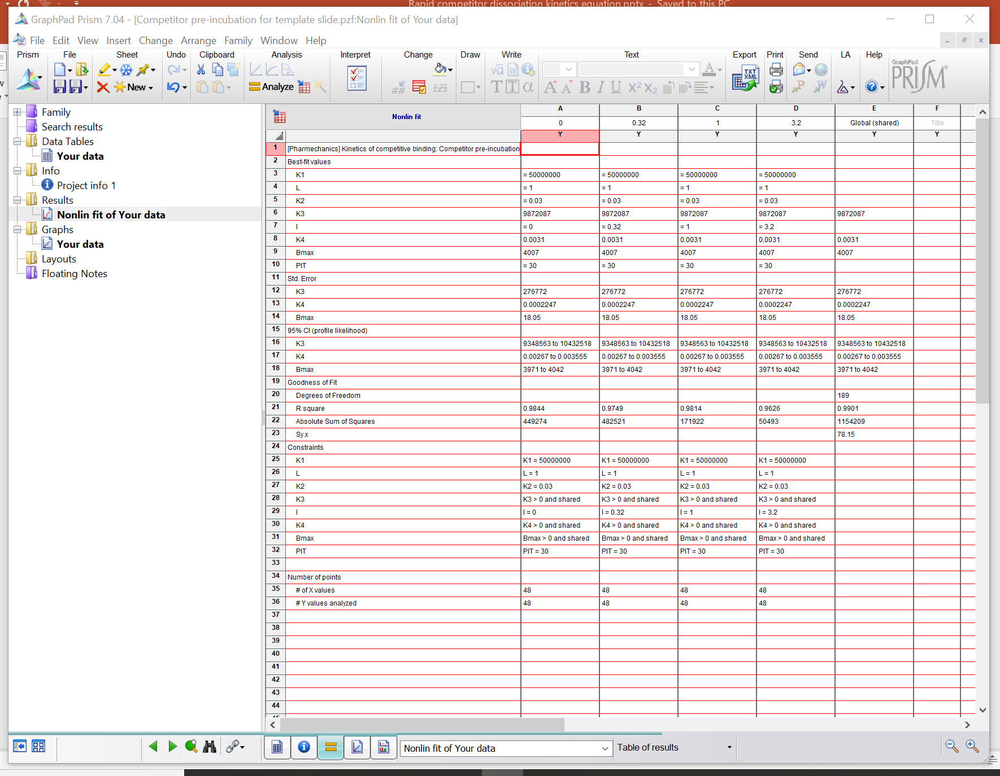 Rapid competitor dissociation kinetics equation.pptx - Saved to this PC
GraphPad Prism 7.04 - [Competitor pre-incubation for template slide.pzf:Nonlin fit of Your data]
File Edit View Insert Change Arrange Family Window Help
Prism File Sheet Undo Clipboard Analysis Interpret Change Draw Write Text Export Print Send LA Help
GraphPad
PRISM
New
Analyze
Family
Search results
Data Tables
Your data
Info
Project info 1
Results
Nonlin fit of Your data
Graphs
Your data
Layouts
Floating Notes
Nonlin fit A B C D E F
0 0.32 1 3.2 Global (shared) Title
Y Y Y Y Y Y
1 [Pharmechanics] Kinetics of competitive binding: Competitor pre-incubation
2 Best-fit values
3 K1 = 50000000 = 50000000 = 50000000 = 50000000
4 L = 1 = 1 = 1 = 1
5 K2 = 0.03 = 0.03 = 0.03 = 0.03
6 K3 9872087 9872087 9872087 9872087 9872087
7 I = 0 = 0.32 = 1 = 3.2
8 K4 0.0031 0.0031 0.0031 0.0031 0.0031
9 Bmax 4007 4007 4007 4007 4007
10 PIT = 30 = 30 = 30 = 30
11 Std. Error
12 K3 276772 276772 276772 276772 276772
13 K4 0.0002247 0.0002247 0.0002247 0.0002247 0.0002247
14 Bmax 18.05 18.05 18.05 18.05 18.05
15 95% CI (profile likelihood)
16 K3 9348563 to 10432518 9348563 to 10432518 9348563 to 10432518 9348563 to 10432518 9348563 to 10432518
17 K4 0.00267 to 0.003555 0.00267 to 0.003555 0.00267 to 0.003555 0.00267 to 0.003555 0.00267 to 0.003555
18 Bmax 3971 to 4042 3971 to 4042 3971 to 4042 3971 to 4042 3971 to 4042
19 Goodness of Fit
20 Degrees of Freedom 189
21 R square 0.9844 0.9749 0.9814 0.9626 0.9901
22 Absolute Sum of Squares 449274 482521 171922 50493 1154209
23 Sy.x 78.15
24 Constraints
25 K1 K1 = 50000000 K1 = 50000000 K1 = 50000000 K1 = 50000000
26 L L = 1 L = 1 L = 1 L = 1
27 K2 K2 = 0.03 K2 = 0.03 K2 = 0.03 K2 = 0.03
28 K3 K3 > 0 and shared K3 > 0 and shared K3 > 0 and shared K3 > 0 and shared
29 I I = 0 I = 0.32 I = 1 I = 3.2
30 K4 K4 > 0 and shared K4 > 0 and shared K4 > 0 and shared K4 > 0 and shared
31 Bmax Bmax > 0 and shared Bmax > 0 and shared Bmax > 0 and shared Bmax > 0 and shared
32 PIT PIT = 30 PIT = 30 PIT = 30 PIT = 30
33
34 Number of points
35 # of X values 48 48 48 48
36 # Y values analyzed 48 48 48 48
37
38
39
40
41
42
43
44
Nonlin fit of Your data Table of results